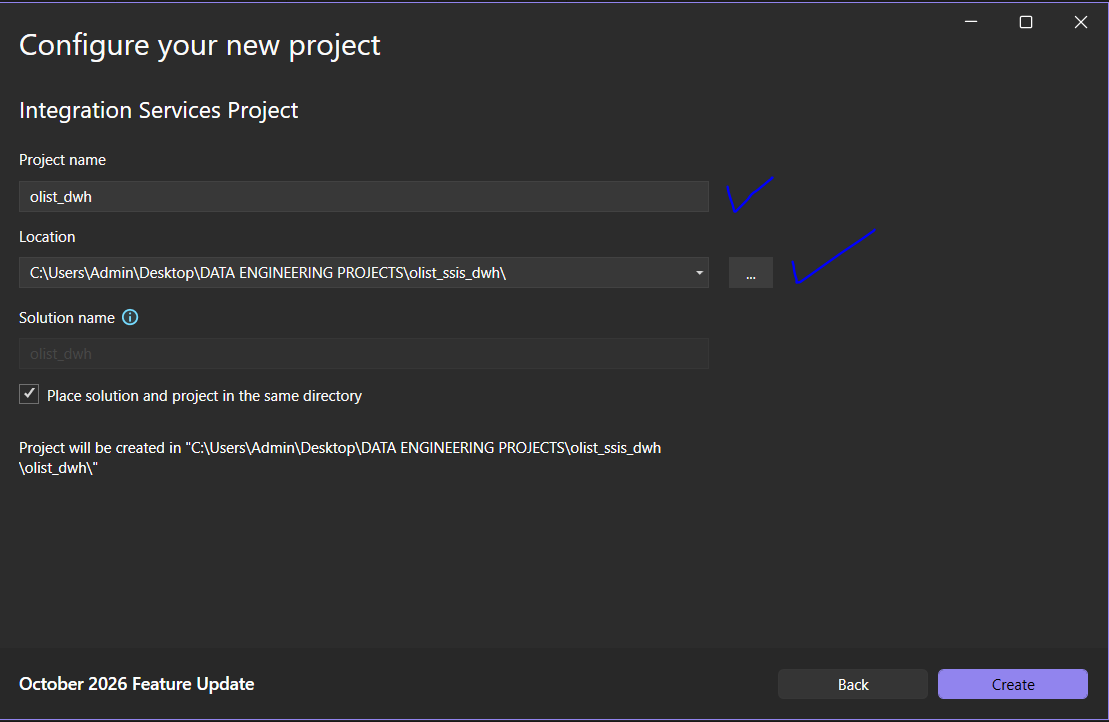 Configure your new project
Integration Services Project
Project name
olist_dwh
Location
C:\Users\Admin\Desktop\DATA ENGINEERING PROJECTS\olist_ssis_dwh\
...
Solution name
olist_dwh
Place solution and project in the same directory
Project will be created in "C:\Users\Admin\Desktop\DATA ENGINEERING PROJECTS\olist_ssis_dwh
\olist_dwh\"
October 2026 Feature Update
Back
Create